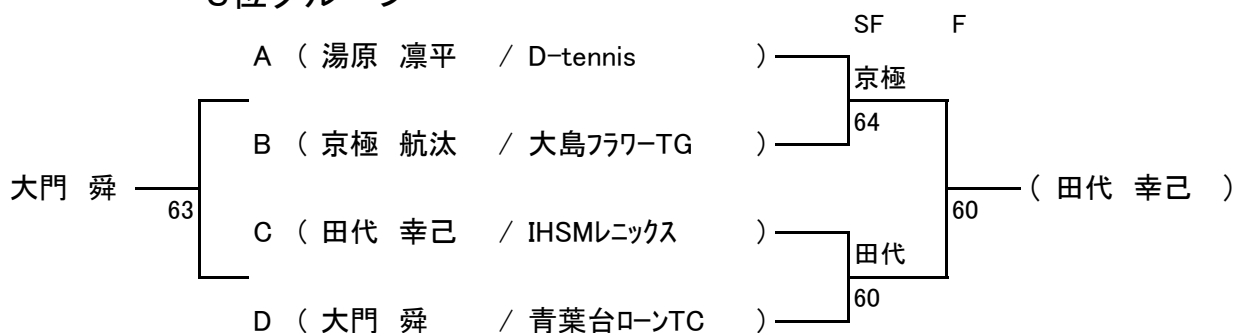 SF F
A ( 湯原 凛平 / D-tennis )
京極
64
B ( 京極 航汰 / 大島フラワーTG )
大門 舜
63
( 田代 幸己 )
60
C ( 田代 幸己 / IHSMレニックス )
田代
60
D ( 大門 舜 / 青葉台ローンTC )